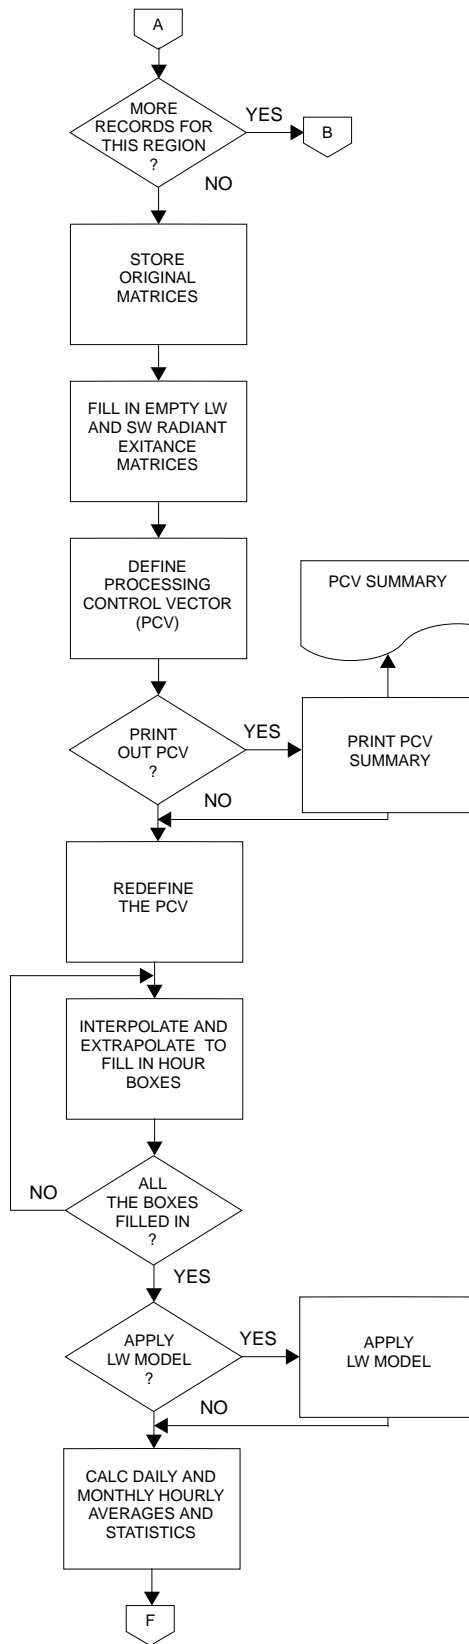 A
MORE
RECORDS FOR
THIS REGION
?
YES
B
NO
STORE
ORIGINAL
MATRICES
FILL IN EMPTY LW
AND SW RADIANT
EXITANCE
MATRICES
DEFINE
PROCESSING
CONTROL VECTOR
(PCV)
PCV SUMMARY
PRINT
OUT PCV
?
YES
PRINT PCV
SUMMARY
NO
REDEFINE
THE PCV
INTERPOLATE AND
EXTRAPOLATE TO
FILL IN HOUR
BOXES
ALL
THE BOXES
FILLED IN
?
NO
YES
APPLY
LW MODEL
?
YES
APPLY
LW MODEL
NO
CALC DAILY AND
MONTHLY HOURLY
AVERAGES AND
STATISTICS
F